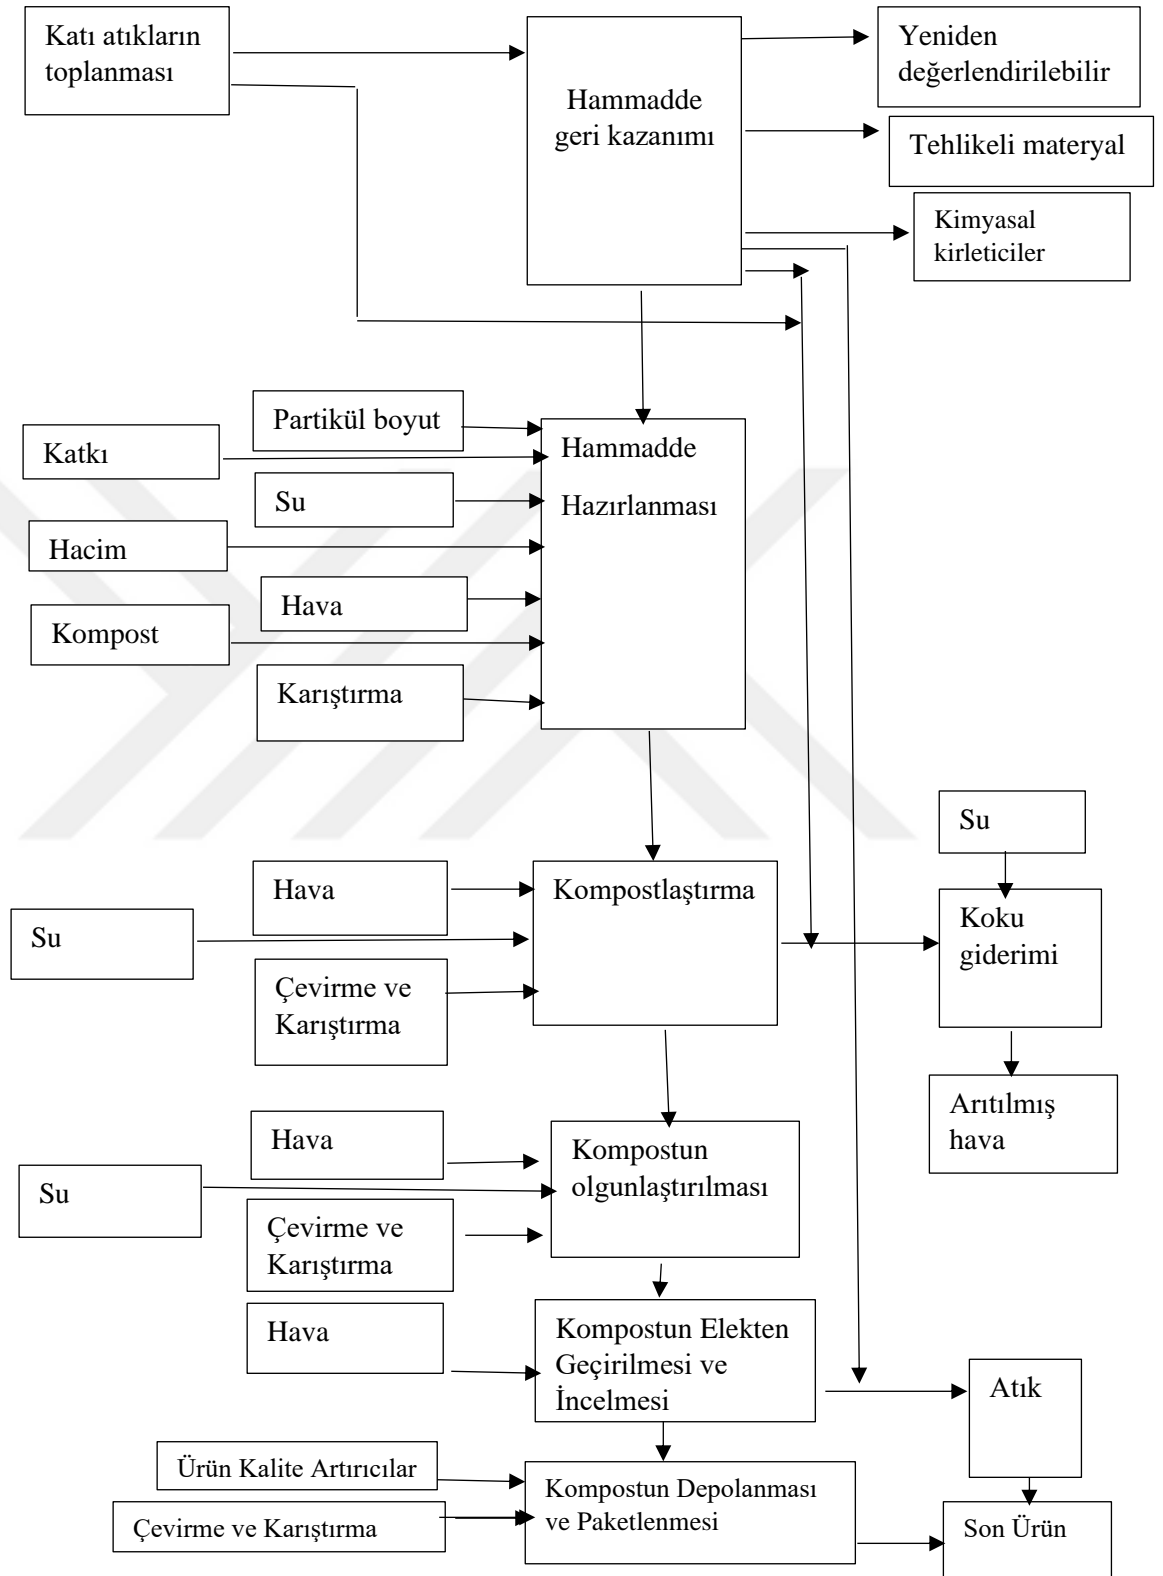 Katı atıkların
toplanması
Hammadde
geri kazanımı
Yeniden
değerlendirilebilir
Tehlikeli materyal
Kimyasal
kirleticiler
Partikül boyut
Katkı
Su
Hacim
Hava
Kompost
Karıştırma
Hammadde
Hazırlanması
Hava
Su
Çevirme ve
Karıştırma
Kompostlaştırma
Su
Koku
giderimi
Arıtılmış
hava
Hava
Su
Çevirme ve
Karıştırma
Kompostun
olgunlaştırılması
Hava
Kompostun Elekten
Geçirilmesi ve
İncelmesi
Atık
Ürün Kalite Artırıcılar
Çevirme ve Karıştırma
Kompostun Depolanması
ve Paketlenmesi
Son Ürün